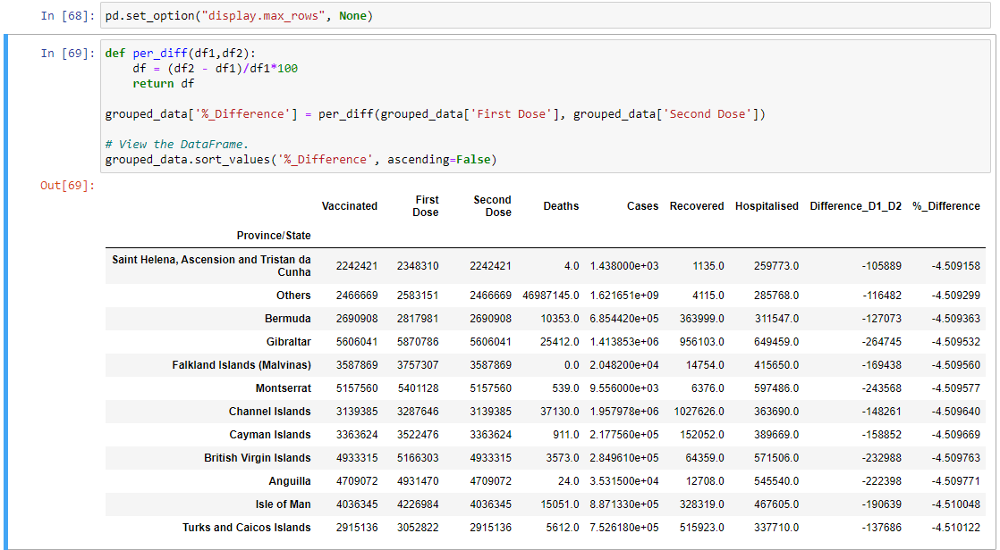 In [68]: pd.set_option("display.max_rows", None)
In [69]: def per_diff(df1,df2):
    df = (df2 - df1)/df1*100
    return df
grouped_data['%_Difference'] = per_diff(grouped_data['First Dose'], grouped_data['Second Dose'])
# View the DataFrame.
grouped_data.sort_values('%_Difference', ascending=False)
Out[69]:
Vaccinated First Dose Second Dose Deaths Cases Recovered Hospitalised Difference_D1_D2 %_Difference
Province/State
Saint Helena, Ascension and Tristan da Cunha 2242421 2348310 2242421 4.0 1.438000e+03 1135.0 259773.0 -105889 -4.509158
Others 2466669 2583151 2466669 46987145.0 1.621651e+09 4115.0 285768.0 -116482 -4.509299
Bermuda 2690908 2817981 2690908 10353.0 6.854420e+05 363999.0 311547.0 -127073 -4.509363
Gibraltar 5606041 5870786 5606041 25412.0 1.413853e+06 956103.0 649459.0 -264745 -4.509532
Falkland Islands (Malvinas) 3587869 3757307 3587869 0.0 2.048200e+04 14754.0 415650.0 -169438 -4.509560
Montserrat 5157560 5401128 5157560 539.0 9.556000e+03 6376.0 597486.0 -243568 -4.509577
Channel Islands 3139385 3287646 3139385 37130.0 1.957978e+06 1027626.0 363690.0 -148261 -4.509640
Cayman Islands 3363624 3522476 3363624 911.0 2.177560e+05 152052.0 389669.0 -158852 -4.509669
British Virgin Islands 4933315 5166303 4933315 3573.0 2.849610e+05 64359.0 571506.0 -232988 -4.509763
Anguilla 4709072 4931470 4709072 24.0 3.531500e+04 12708.0 545540.0 -222398 -4.509771
Isle of Man 4036345 4226984 4036345 15051.0 8.871330e+05 328319.0 467605.0 -190639 -4.510048
Turks and Caicos Islands 2915136 3052822 2915136 5612.0 7.526180e+05 515923.0 337710.0 -137686 -4.510122